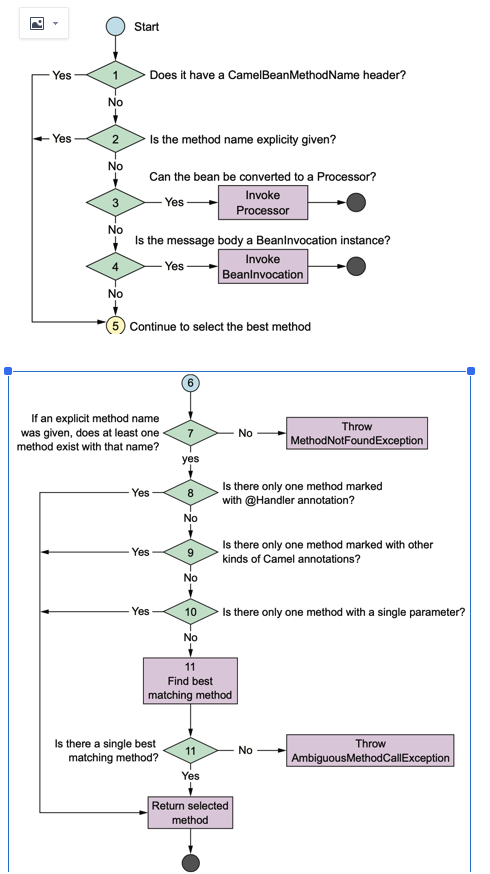 Start
Yes
1
Does it have a CamelBeanMethodName header?
No
Yes
2
Is the method name explicity given?
No
Can the bean be converted to a Processor?
3
Yes
Invoke
Processor
No
Is the message body a BeanInvocation instance?
4
Yes
Invoke
BeanInvocation
No
5
Continue to select the best method
6
If an explicit method name
was given, does at least one
method exist with that name?
7
No
Throw
MethodNotFoundException
yes
Yes
8
Is there only one method marked
with @Handler annotation?
No
Yes
9
Is there only one method marked with other
kinds of Camel annotations?
No
Yes
10
Is there only one method with a single parameter?
No
11
Find best
matching method
Is there a single best
matching method?
11
No
Throw
AmbiguousMethodCallException
Yes
Return selected
method